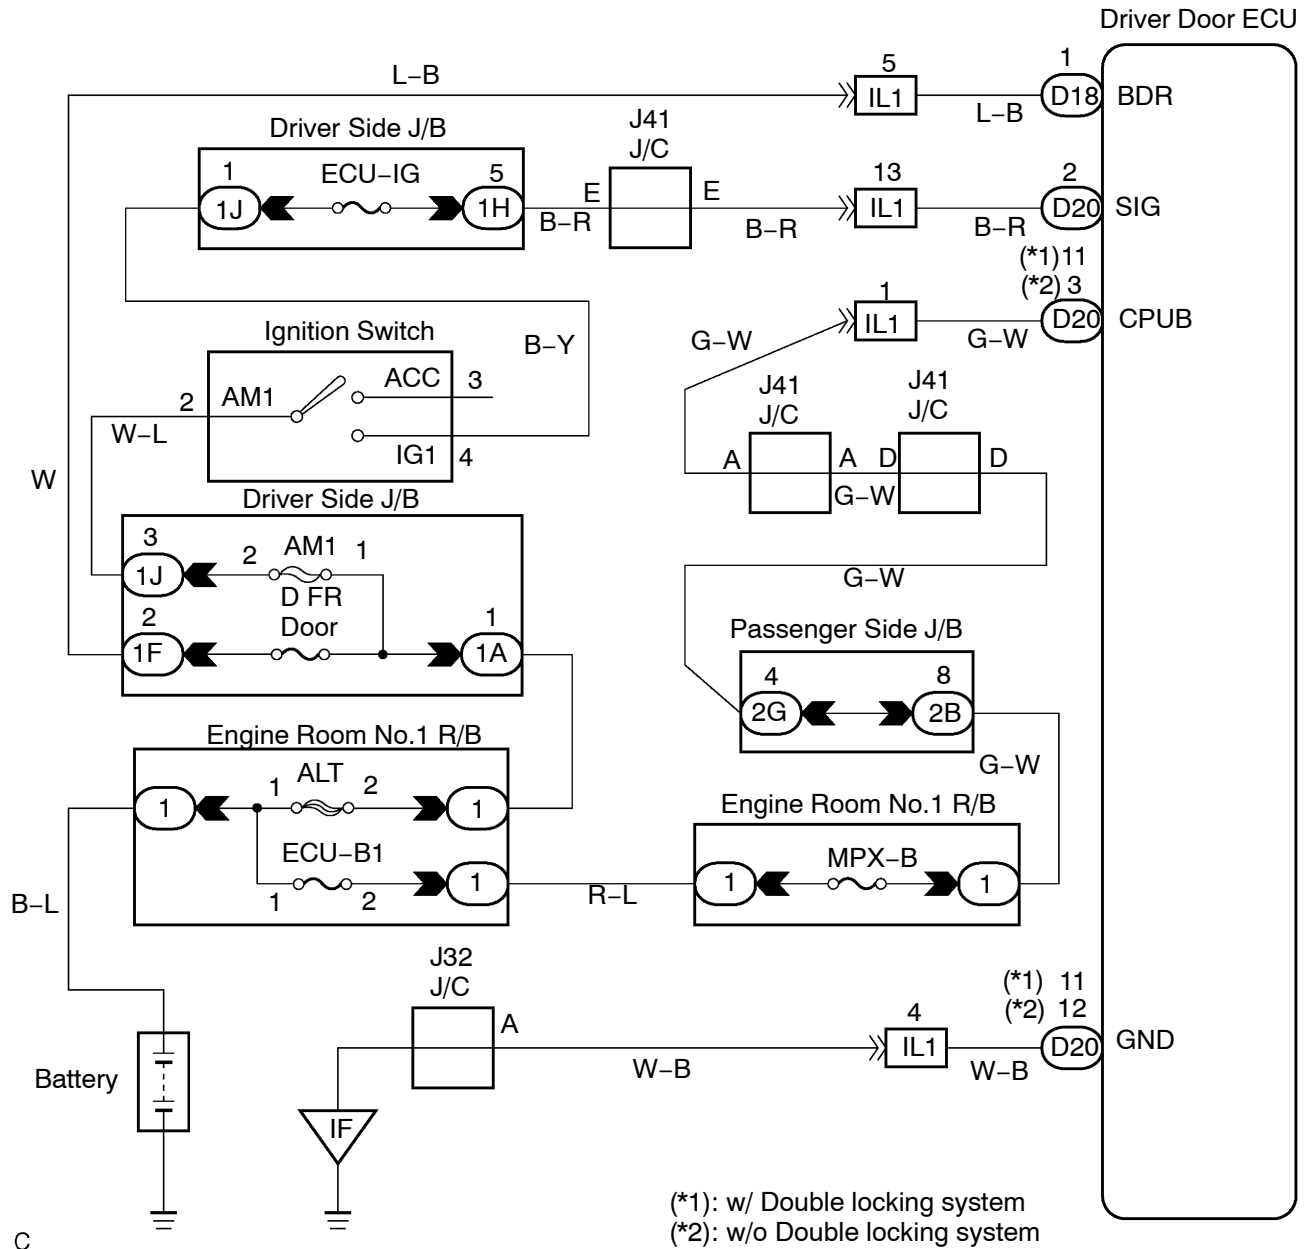 Driver Door ECU
L–B
5
IL1
L–B
1
D18
BDR
Driver Side J/B
1
1J
ECU–IG
5
1H
B–R
J41
J/C
E
E
B–R
13
IL1
B–R
2
D20
SIG
(*1) 11
(*2) 3
1
IL1
G–W
G–W
D20
CPUB
Ignition Switch
B–Y
2
AM1
ACC
3
IG1
4
W–L
J41
J/C
J41
J/C
A
A
D
D
G–W
G–W
W
Driver Side J/B
3
1J
2
AM1
1
D FR
Door
2
1F
1
1A
Passenger Side J/B
4
2G
8
2B
G–W
Engine Room No.1 R/B
1
1
ALT
2
1
ECU–B1
1
2
1
R–L
Engine Room No.1 R/B
1
MPX–B
1
B–L
J32
J/C
A
W–B
4
IL1
W–B
(*1) 11
(*2) 12
D20
GND
Battery
IF
(*1): w/ Double locking system
(*2): w/o Double locking system
C